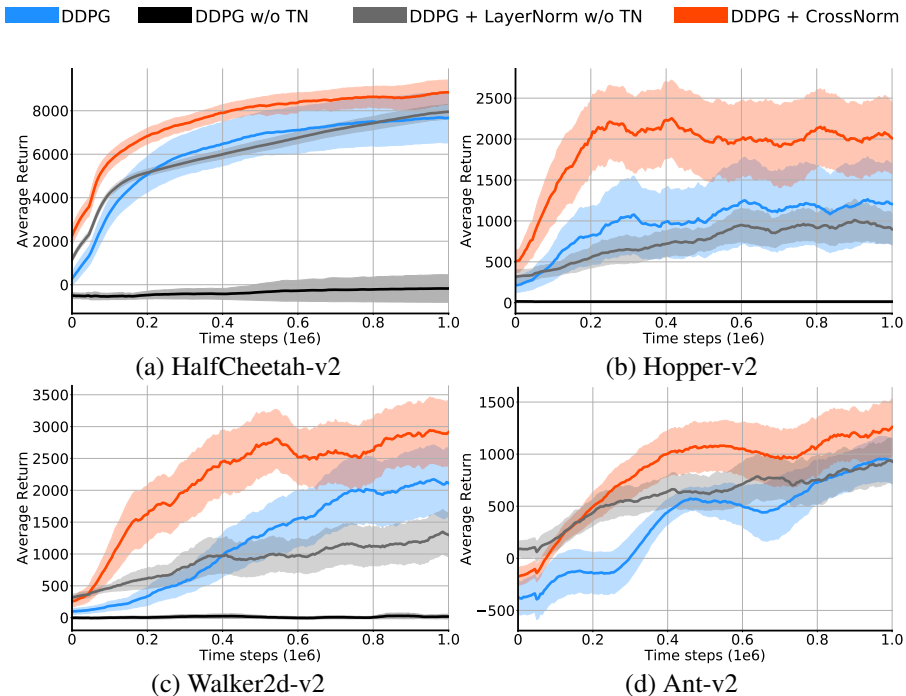 DDPG DDPG w/o TN DDPG + LayerNorm w/o TN DDPG + CrossNorm
Average Return
8000
6000
4000
2000
0
0 0.2 0.4 0.6 0.8 1.0
Time steps (1e6)
(a) HalfCheetah-v2
Average Return
2500
2000
1500
1000
500
0
0 0.2 0.4 0.6 0.8 1.0
Time steps (1e6)
(b) Hopper-v2
Average Return
3500
3000
2500
2000
1500
1000
500
0
0 0.2 0.4 0.6 0.8 1.0
Time steps (1e6)
(c) Walker2d-v2
Average Return
1500
1000
500
0
−500
0 0.2 0.4 0.6 0.8 1.0
Time steps (1e6)
(d) Ant-v2